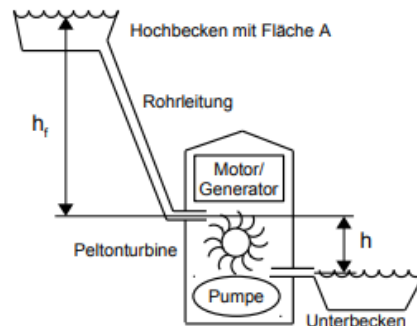 Hochbecken mit Fläche A
Rohrleitung
h_f
Motor/
Generator
Peltonturbine
h
Pumpe
Unterbecken